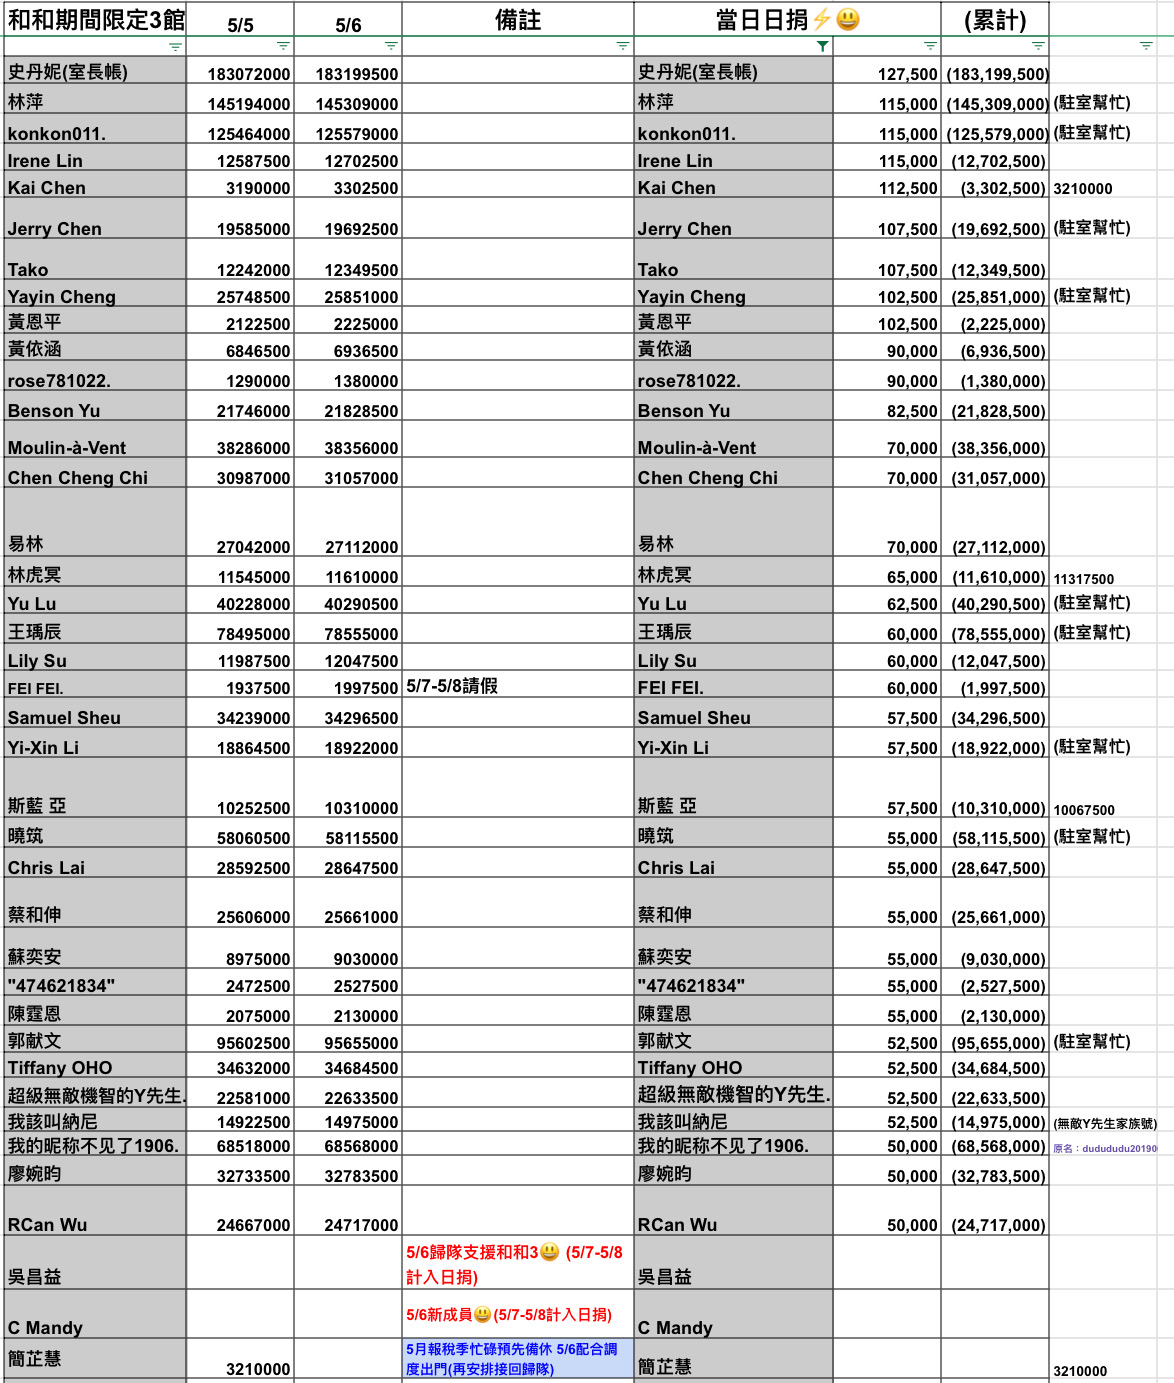 和和期間限定3館 5/5 5/6 備註 當日日捐⚡😃 (累計)
史丹妮(室長帳) 183072000 183199500 史丹妮(室長帳) 127,500 (183,199,500)
林萍 145194000 145309000 林萍 115,000 (145,309,000) (駐室幫忙)
konkon011. 125464000 125579000 konkon011. 115,000 (125,579,000) (駐室幫忙)
Irene Lin 12587500 12702500 Irene Lin 115,000 (12,702,500)
Kai Chen 3190000 3302500 Kai Chen 112,500 (3,302,500) 3210000
Jerry Chen 19585000 19692500 Jerry Chen 107,500 (19,692,500) (駐室幫忙)
Tako 12242000 12349500 Tako 107,500 (12,349,500)
Yayin Cheng 25748500 25851000 Yayin Cheng 102,500 (25,851,000) (駐室幫忙)
黃恩平 2122500 2225000 黃恩平 102,500 (2,225,000)
黃依涵 6846500 6936500 黃依涵 90,000 (6,936,500)
rose781022. 1290000 1380000 rose781022. 90,000 (1,380,000)
Benson Yu 21746000 21828500 Benson Yu 82,500 (21,828,500)
Moulin-à-Vent 38286000 38356000 Moulin-à-Vent 70,000 (38,356,000)
Chen Cheng Chi 30987000 31057000 Chen Cheng Chi 70,000 (31,057,000)
易林 27042000 27112000 易林 70,000 (27,112,000)
林虎冥 11545000 11610000 林虎冥 65,000 (11,610,000) 11317500
Yu Lu 40228000 40290500 Yu Lu 62,500 (40,290,500) (駐室幫忙)
王瑀辰 78495000 78555000 王瑀辰 60,000 (78,555,000) (駐室幫忙)
Lily Su 11987500 12047500 Lily Su 60,000 (12,047,500)
FEI FEI. 1937500 1997500 5/7-5/8請假 FEI FEI. 60,000 (1,997,500)
Samuel Sheu 34239000 34296500 Samuel Sheu 57,500 (34,296,500)
Yi-Xin Li 18864500 18922000 Yi-Xin Li 57,500 (18,922,000) (駐室幫忙)
斯藍 亞 10252500 10310000 斯藍 亞 57,500 (10,310,000) 10067500
曉筑 58060500 58115500 曉筑 55,000 (58,115,500) (駐室幫忙)
Chris Lai 28592500 28647500 Chris Lai 55,000 (28,647,500)
蔡和伸 25606000 25661000 蔡和伸 55,000 (25,661,000)
蘇奕安 8975000 9030000 蘇奕安 55,000 (9,030,000)
"474621834" 2472500 2527500 "474621834" 55,000 (2,527,500)
陳霆恩 2075000 2130000 陳霆恩 55,000 (2,130,000)
郭献文 95602500 95655000 郭献文 52,500 (95,655,000) (駐室幫忙)
Tiffany OHO 34632000 34684500 Tiffany OHO 52,500 (34,684,500)
超級無敵機智的Y先生. 22581000 22633500 超級無敵機智的Y先生. 52,500 (22,633,500)
我該叫納尼 14922500 14975000 我該叫納尼 52,500 (14,975,000) (無敵Y先生家族號)
我的昵称不见了1906. 68518000 68568000 我的昵称不见了1906. 50,000 (68,568,000) 原名：dudududu20190
廖婉昀 32733500 32783500 廖婉昀 50,000 (32,783,500)
RCan Wu 24667000 24717000 RCan Wu 50,000 (24,717,000)
5/6歸隊支援和和3😃 (5/7-5/8
吳昌益 計入日捐) 吳昌益
5/6新成員😃(5/7-5/8計入日捐)
C Mandy C Mandy
5月報稅季忙碌預先備休 5/6配合調
簡芷慧 3210000 度出門(再安排接回歸隊) 簡芷慧 3210000